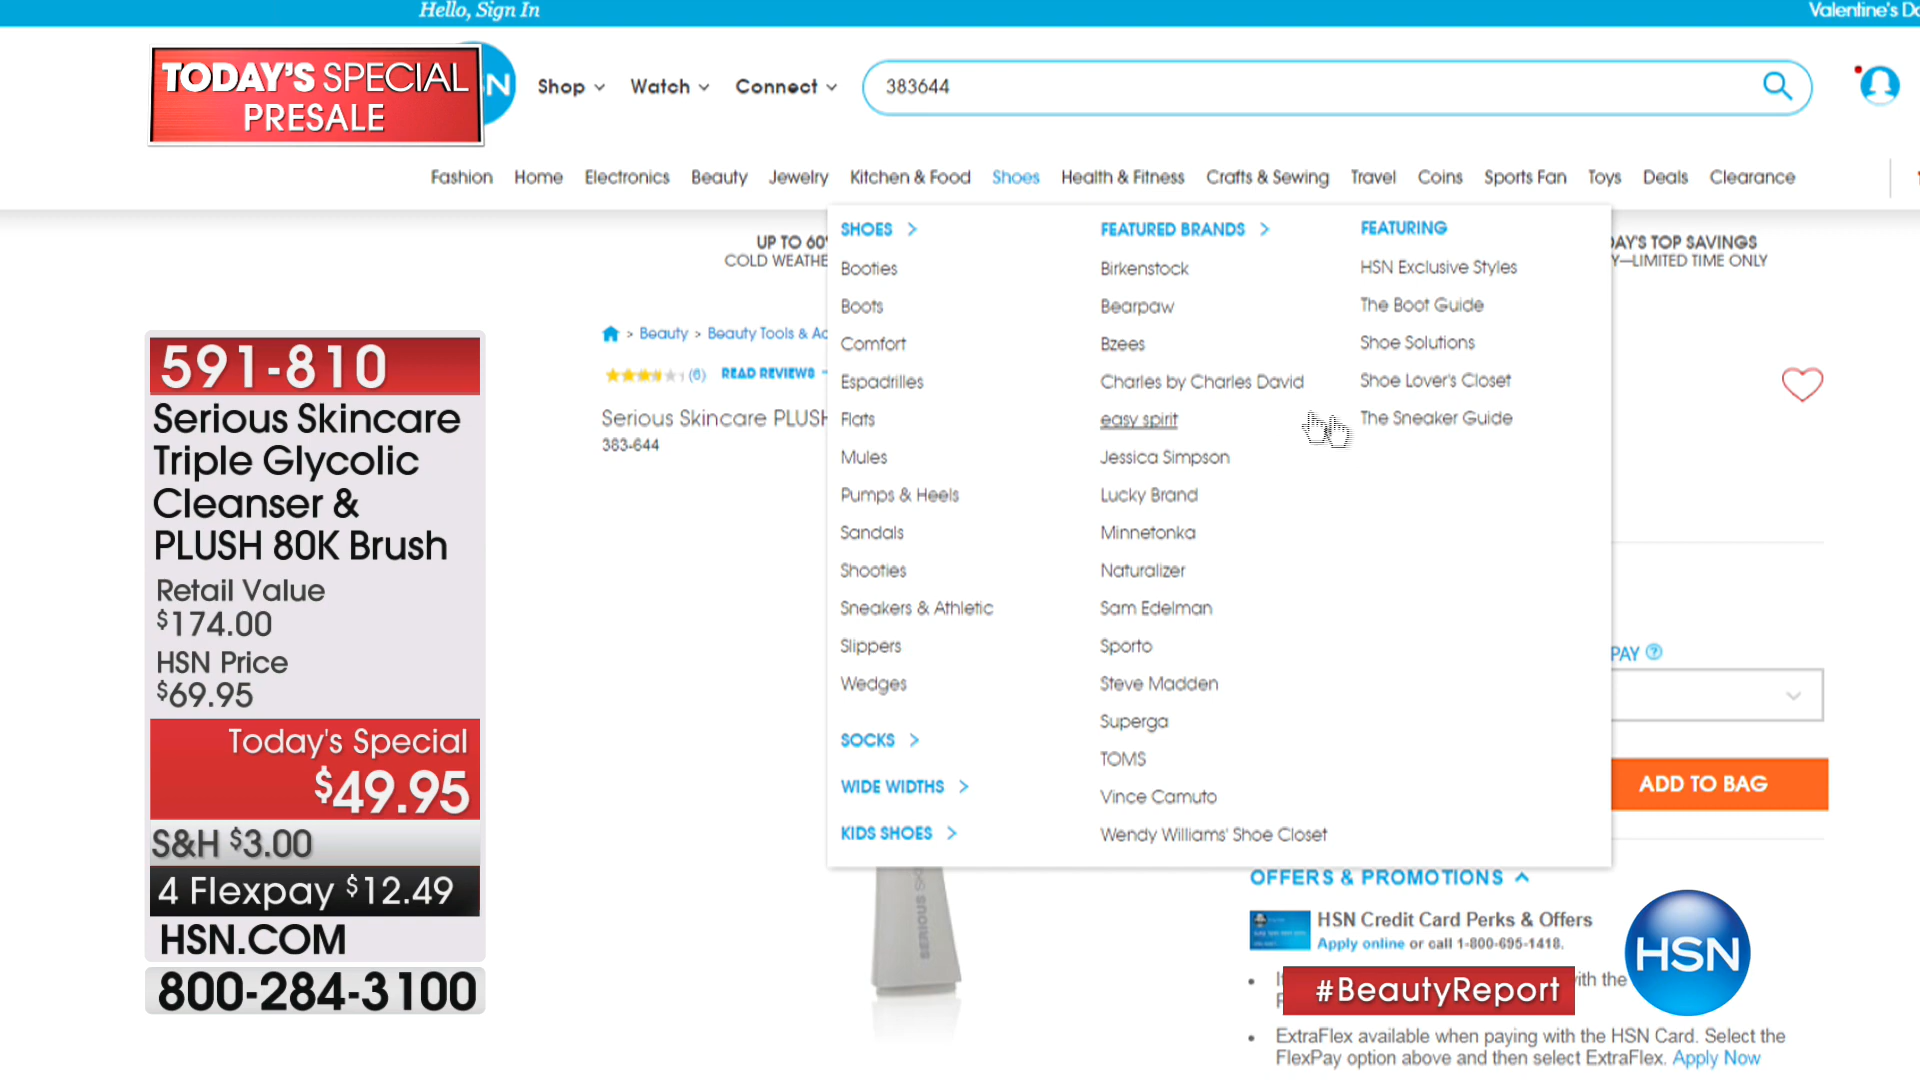 Hello, Sign In
Valentine's
TODAY'S SPECIAL
PRESALE
Shop
Watch
Connect
383644
Fashion
Home
Electronics
Beauty
Jewelry
Kitchen & Food
Shoes
Health & Fitness
Crafts & Sewing
Travel
Coins
Sports Fan
Toys
Deals
Clearance
UP TO 60
COLD WEATHE
AY'S TOP SAVINGS
Y—LIMITED TIME ONLY
SHOES >
Booties
Boots
Comfort
Espadrilles
Flats
Mules
Pumps & Heels
Sandals
Shooties
Sneakers & Athletic
Slippers
Wedges
SOCKS >
WIDE WIDTHS >
KIDS SHOES >
FEATURED BRANDS >
Birkenstock
Bearpaw
Bzees
Charles by Charles David
easy spirit
Jessica Simpson
Lucky Brand
Minnetonka
Naturalizer
Sam Edelman
Sporto
Steve Madden
Superga
TOMS
Vince Camuto
Wendy Williams' Shoe Closet
FEATURING
HSN Exclusive Styles
The Boot Guide
Shoe Solutions
Shoe Lover's Closet
The Sneaker Guide
> Beauty > Beauty Tools & Ac
(6) READ REVIEWS
Serious Skincare PLUSH
383-644
591-810
Serious Skincare
Triple Glycolic
Cleanser &
PLUSH 80K Brush
Retail Value
$174.00
HSN Price
$69.95
Today's Special
$49.95
S&H $3.00
4 Flexpay $12.49
HSN.COM
800-284-3100
PAY ?
ADD TO BAG
SERIOUS SK
OFFERS & PROMOTIONS
HSN Credit Card Perks & Offers
Apply online or call 1-800-695-1418.
with the
#BeautyReport
HSN
• ExtraFlex available when paying with the HSN Card. Select the
FlexPay option above and then select ExtraFlex. Apply Now